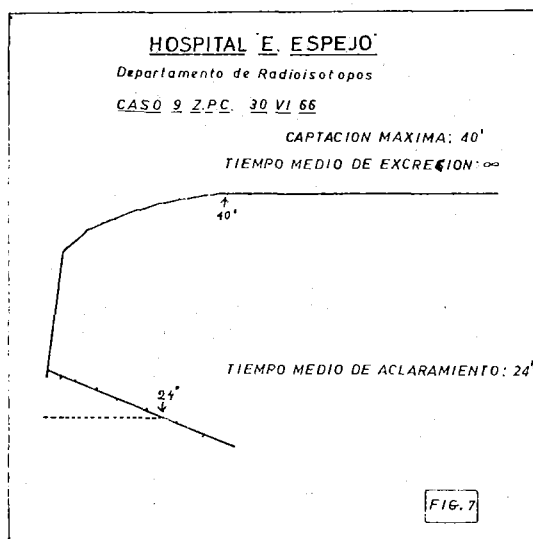 HOSPITAL "E. ESPEJO"
Departamento de Radioisotopos
CASO 9 Z.P.C. 30 VI 66
CAPTACION MAXIMA: 40'
TIEMPO MEDIO DE EXCRECION: ∞
40'
TIEMPO MEDIO DE ACLARAMIENTO: 24'
24'
FIG. 7